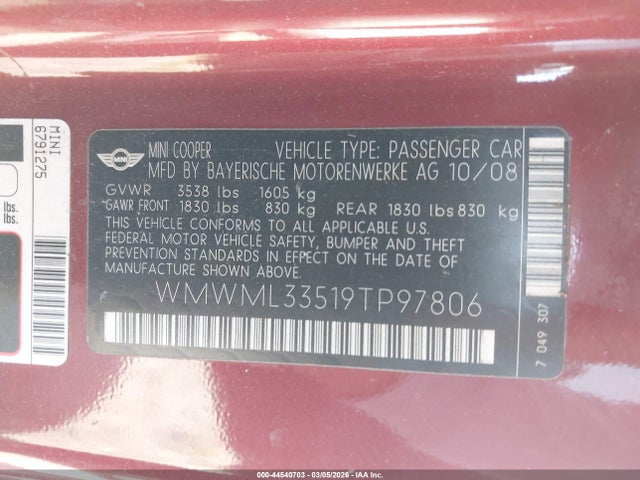 MINI
6791225
lbs.
lbs.
MINI
MINI COOPER VEHICLE TYPE: PASSENGER CAR
MFD BY BAYERISCHE MOTORENWERKE AG 10/08
GVWR 3538 lbs 1605 kg
GAWR FRONT 1830 lbs 830 kg REAR 1830 lbs 830 kg
THIS VEHICLE CONFORMS TO ALL APPLICABLE U.S.
FEDERAL MOTOR VEHICLE SAFETY, BUMPER AND THEFT
PREVENTION STANDARDS IN EFFECT ON THE DATE OF
MANUFACTURE SHOWN ABOVE.
WMWML33519TP97806
7 049 307
000-44540703 - 03/05/2026 - IAA Inc.